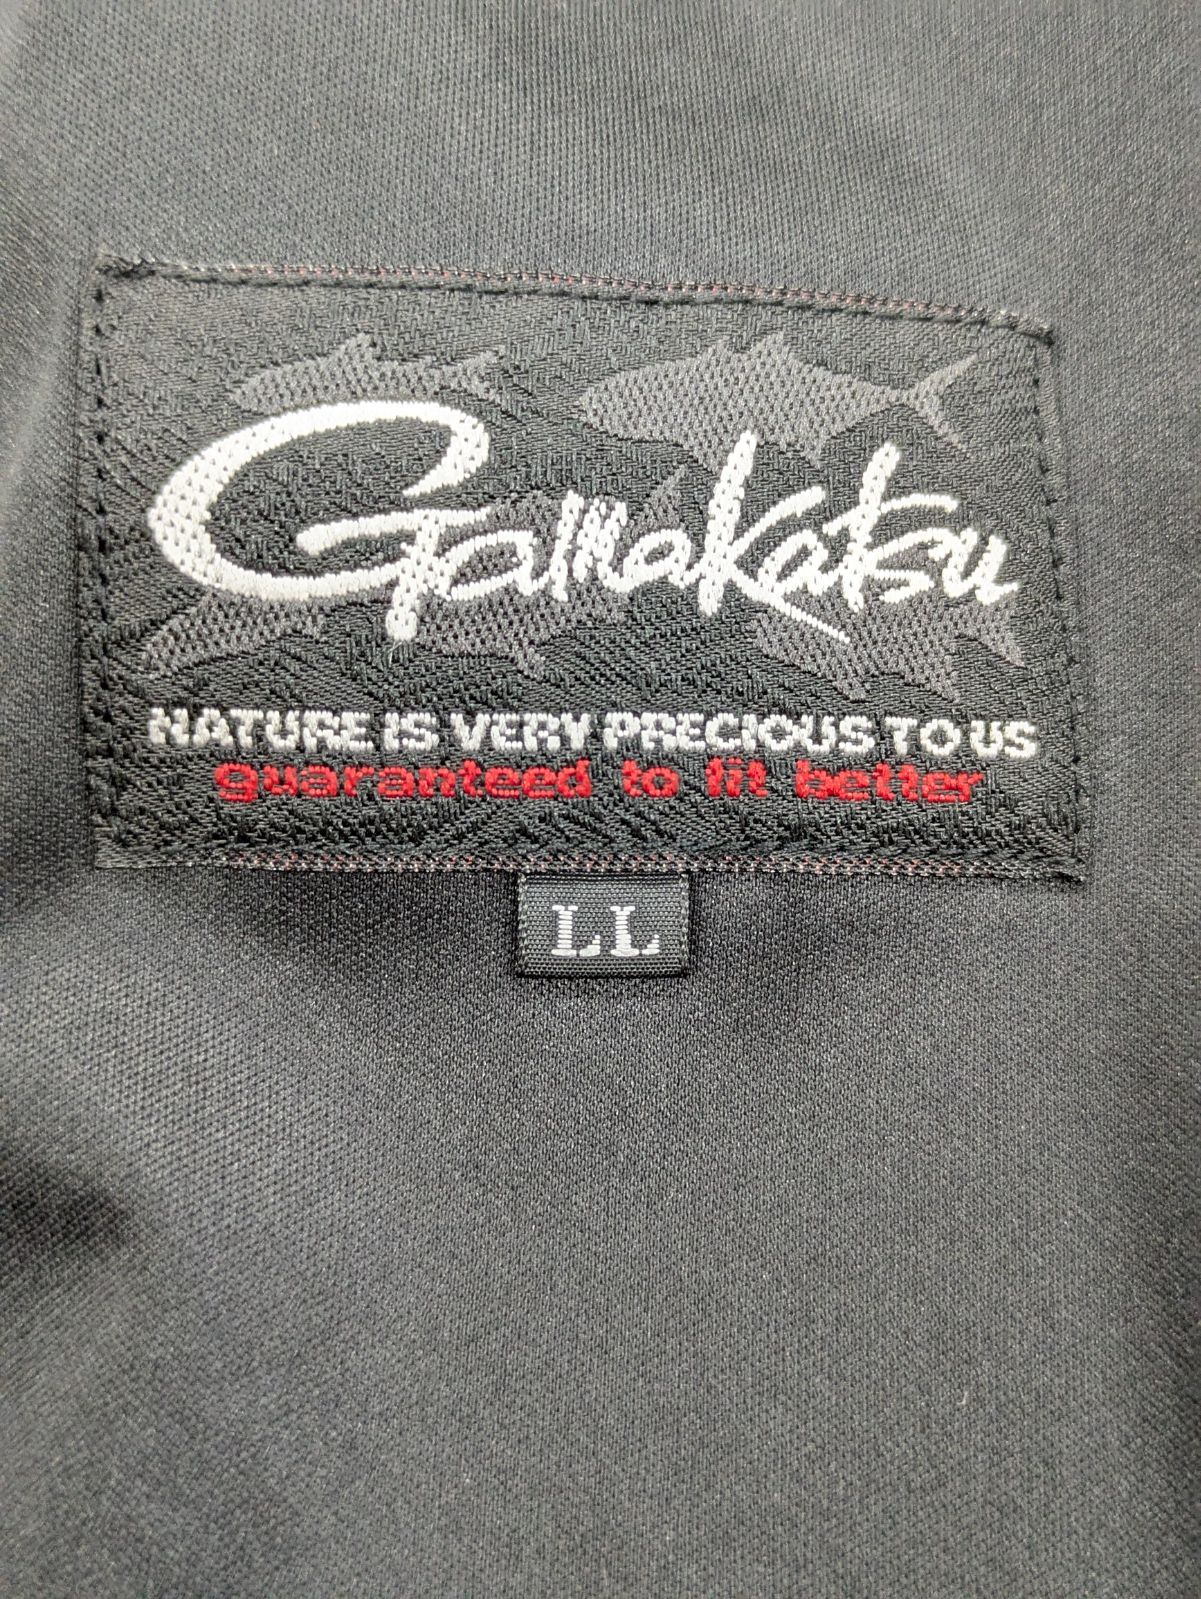 Gamakatsu
NATURE IS VERY PRECIOUS TO US
guaranteed to fit better
LL